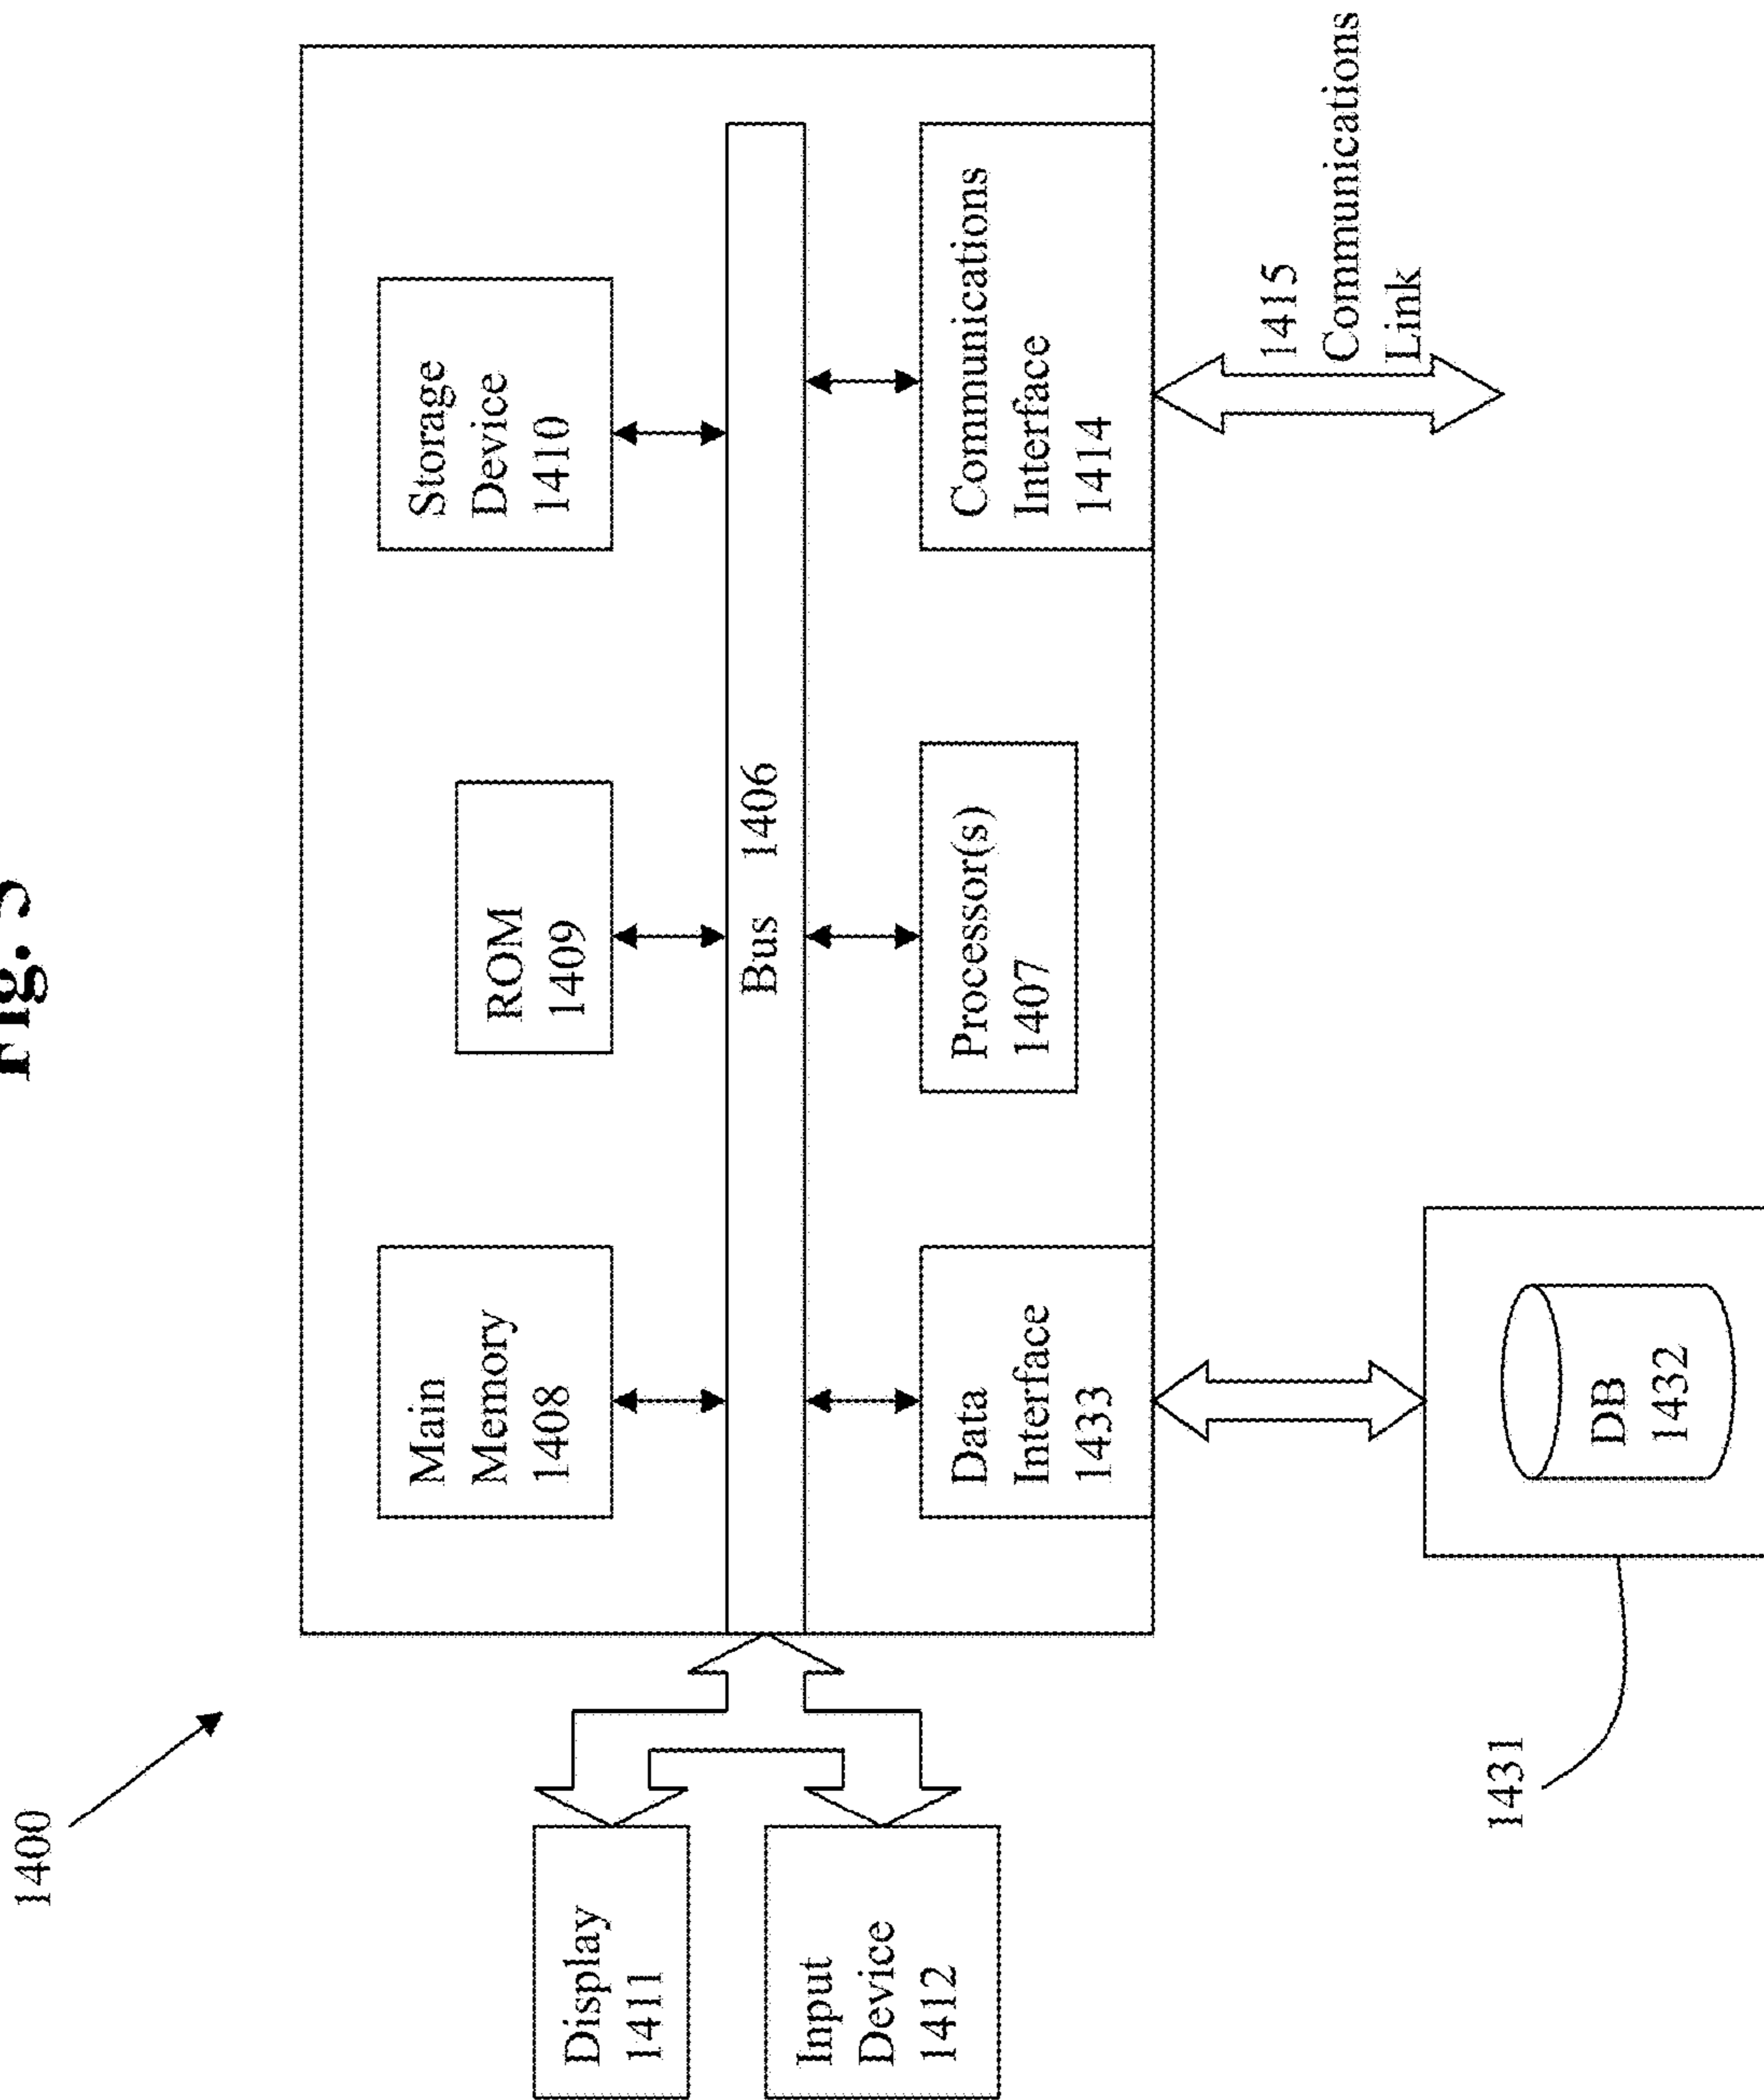 Fig.
1400
Main
Memory
1408
ROM
1409
Storage
Device
1410
Display
1411
Bus 1406
Input
Device
1412
Data
Interface
1433
Processor(s)
1407
Communications
Interface
1414
1415
Communications
Link
1431
DB
1432